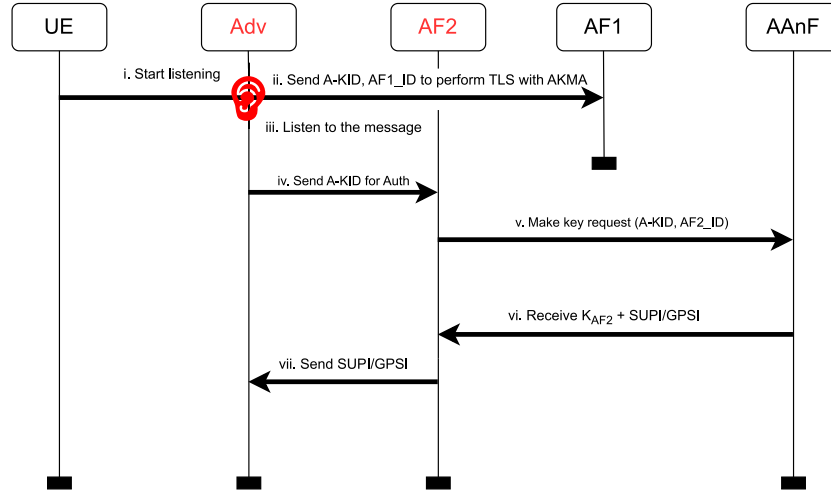 UE
Adv
AF2
AF1
AAnF
i. Start listening
ii. Send A-KID, AF1_ID to perform TLS with AKMA
iii. Listen to the message
iv. Send A-KID for Auth
v. Make key request (A-KID, AF2_ID)
vi. Receive KAF2 + SUPI/GPSI
vii. Send SUPI/GPSI